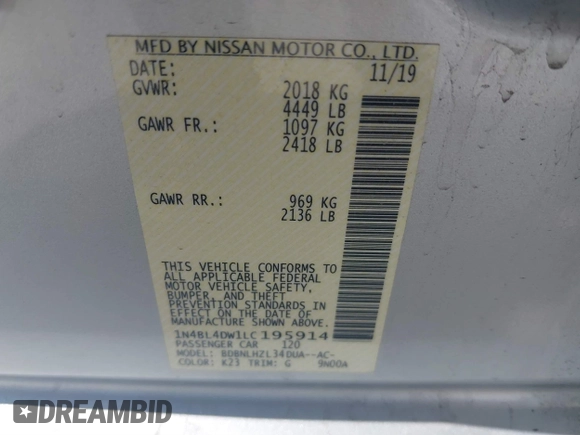 MFD BY NISSAN MOTOR CO., LTD.
DATE: 11/19
GVWR: 2018 KG
4449 LB
GAWR FR.: 1097 KG
2418 LB
GAWR RR.: 969 KG
2136 LB
THIS VEHICLE CONFORMS TO
ALL APPLICABLE FEDERAL
MOTOR VEHICLE SAFETY,
BUMPER, AND THEFT
PREVENTION STANDARDS IN
EFFECT ON THE DATE OF
MANUFACTURE SHOWN ABOVE.
1N4BL4DW1LC195914
PASSENGER CAR 120
MODEL: BDBNLHZL34DUA--AC-
COLOR: K23 TRIM: G 9N00A
DREAMBID